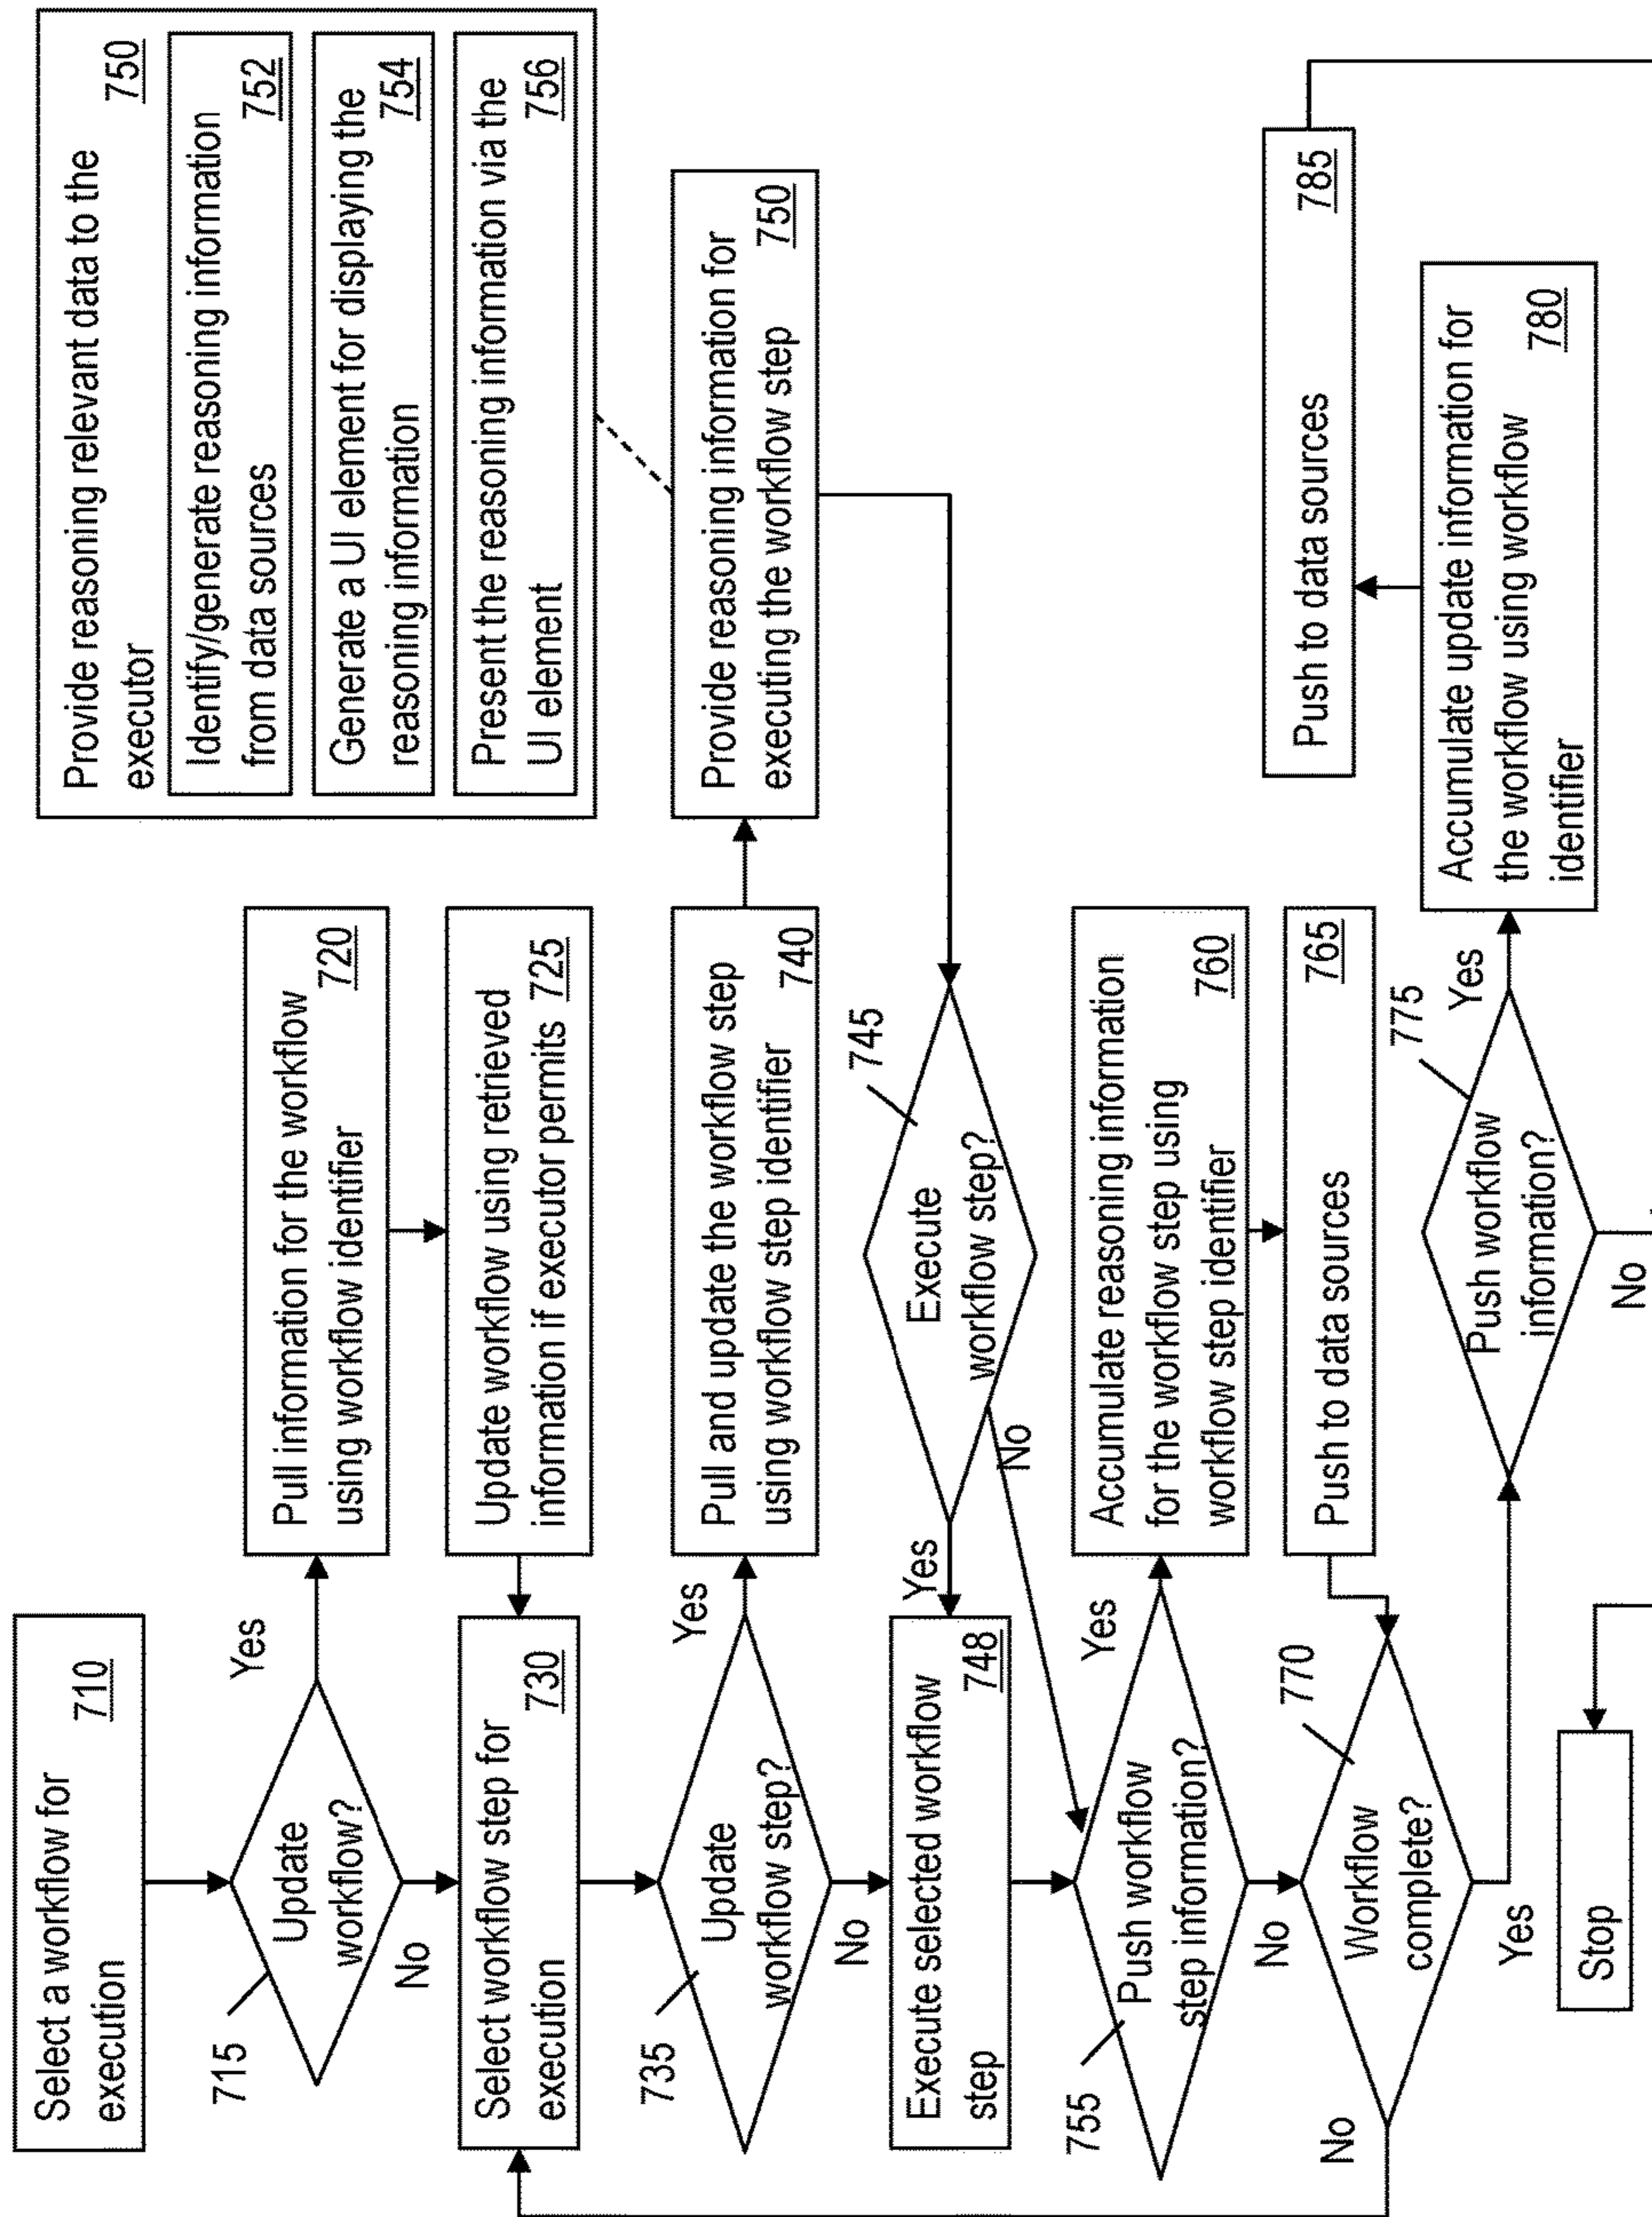 Select a workflow for
execution
710
715
Update
workflow?
Yes
No
Pull information for the workflow
using workflow identifier
720
Update workflow using retrieved
information if executor permits
725
Select workflow step for
execution
730
735
Update
workflow step?
Yes
No
Pull and update the workflow step
using workflow step identifier
740
Provide reasoning information for
executing the workflow step
750
Provide reasoning relevant data to the
executor
750
Identify/generate reasoning information
from data sources
752
Generate a UI element for displaying the
reasoning information
754
Present the reasoning information via the
UI element
756
745
Execute
workflow step?
Yes
No
Execute selected workflow
step
748
755
Push workflow
step information?
Yes
No
Accumulate reasoning information
for the workflow step using
workflow step identifier
760
Push to data sources
765
770
Workflow
complete?
No
Yes
775
Push workflow
information?
Yes
No
Accumulate update information for
the workflow using workflow
identifier
780
Push to data sources
785
Stop